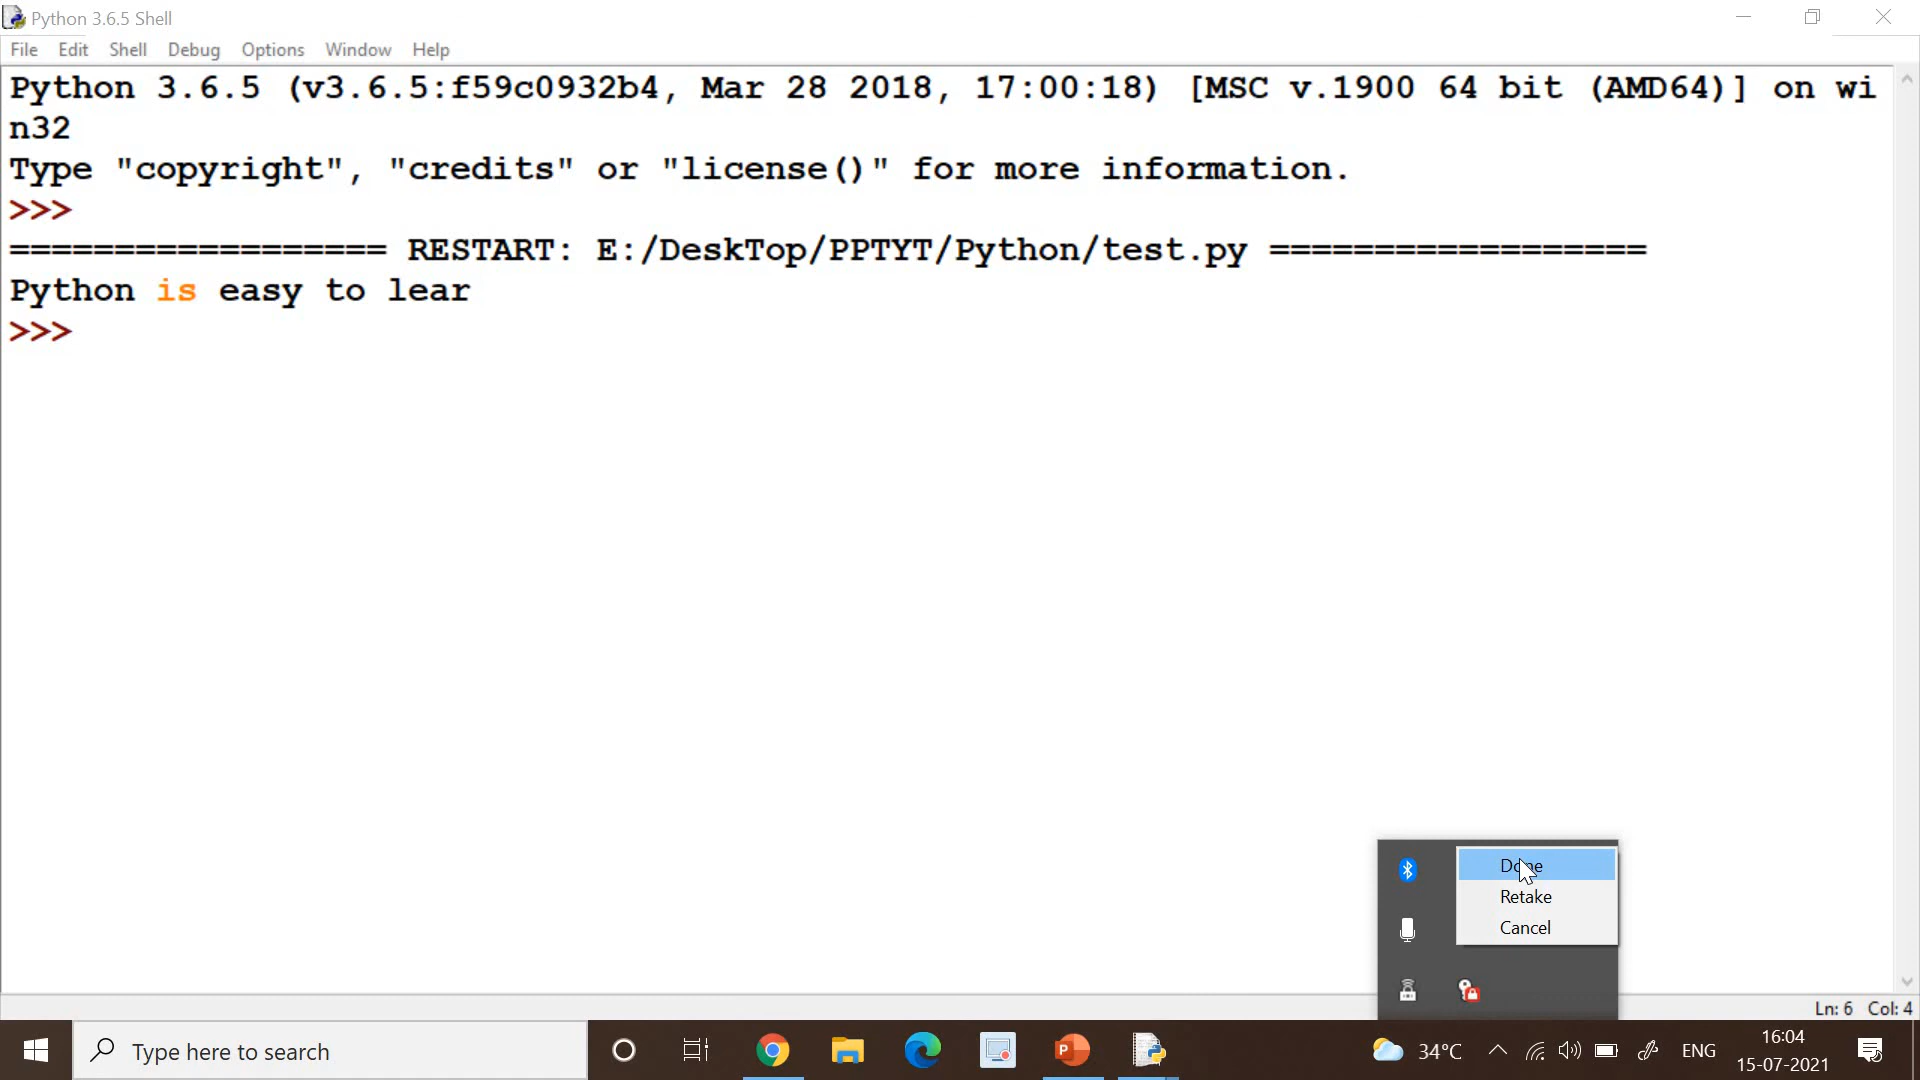 Python 3.6.5 Shell
File Edit Shell Debug Options Window Help
Python 3.6.5 (v3.6.5:f59c0932b4, Mar 28 2018, 17:00:18) [MSC v.1900 64 bit (AMD64)] on wi
n32
Type "copyright", "credits" or "license()" for more information.
>>>
================== RESTART: E:/DeskTop/PPTYT/Python/test.py ==================
Python is easy to lear
>>>
Done
Retake
Cancel
Ln: 6 Col: 4
Type here to search
34°C
ENG
16:04
15-07-2021